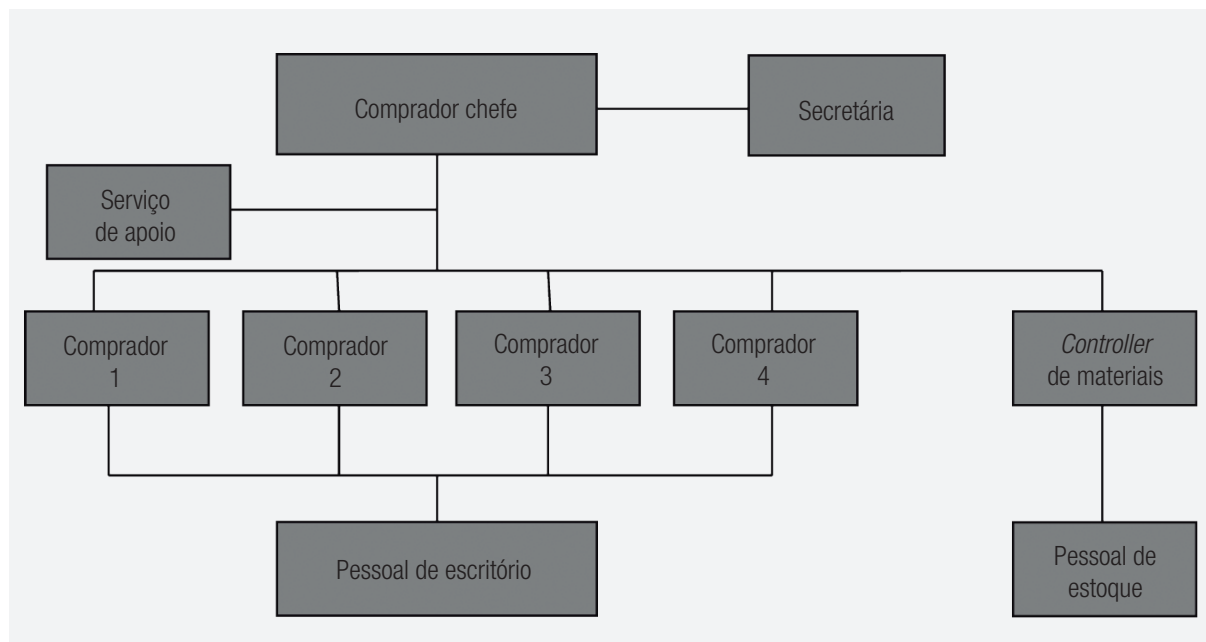 Comprador chefe
Secretária
Serviço
de apoio
Comprador
1
Comprador
2
Comprador
3
Comprador
4
Controller
de materiais
Pessoal de escritório
Pessoal de
estoque